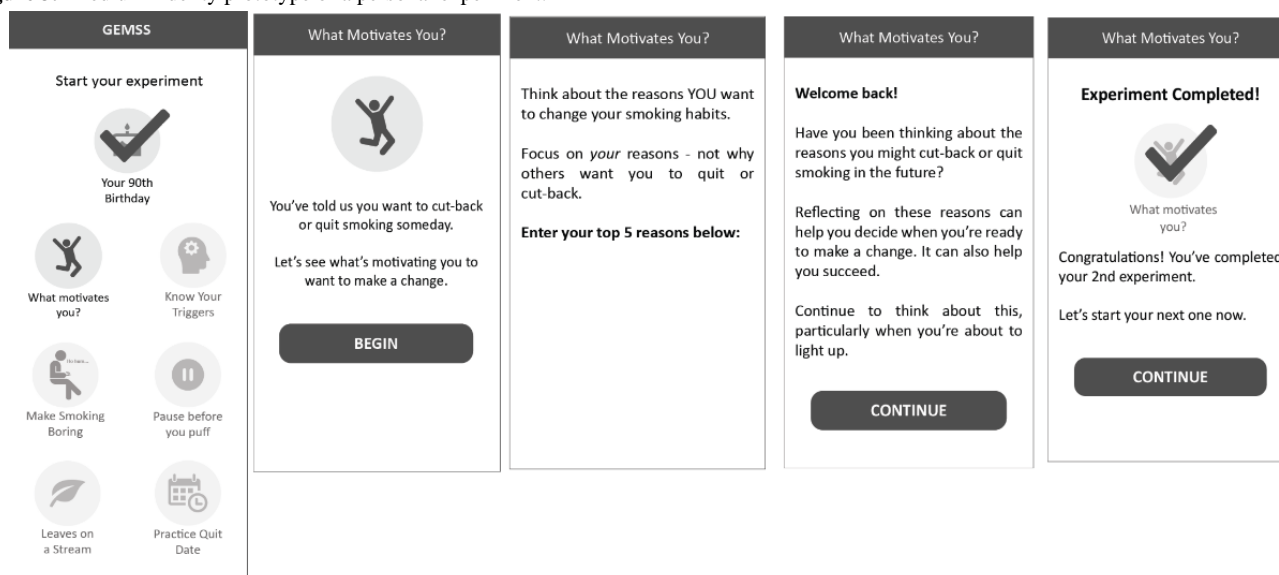 GEMSS
Start your experiment
Your 90th
Birthday
What motivates
you?
Know Your
Triggers
Make Smoking
Boring
Pause before
you puff
Leaves on
a Stream
Practice Quit
Date
What Motivates You?
You've told us you want to cut-back
or quit smoking someday.
Let's see what's motivating you to
want to make a change.
BEGIN
What Motivates You?
Think about the reasons YOU want
to change your smoking habits.
Focus on your reasons - not why
others want you to quit or
cut-back.
Enter your top 5 reasons below:
What Motivates You?
Welcome back!
Have you been thinking about the
reasons you might cut-back or quit
smoking in the future?
Reflecting on these reasons can
help you decide when you're ready
to make a change. It can also help
you succeed.
Continue to think about this,
particularly when you're about to
light up.
CONTINUE
What Motivates You?
Experiment Completed!
What motivates
you?
Congratulations! You've completed
your 2nd experiment.
Let's start your next one now.
CONTINUE